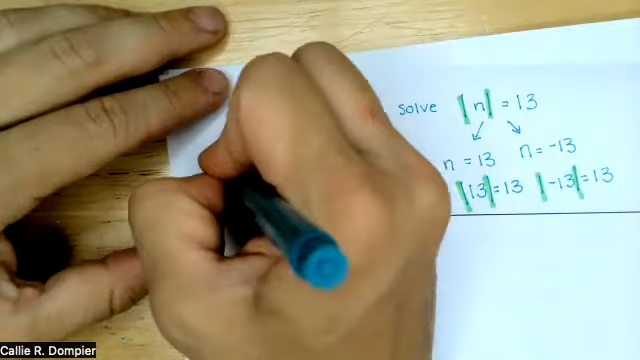 solve |n| = 13
n = 13 n = -13
|13| = 13 |-13| = 13
Callie R. Dompier